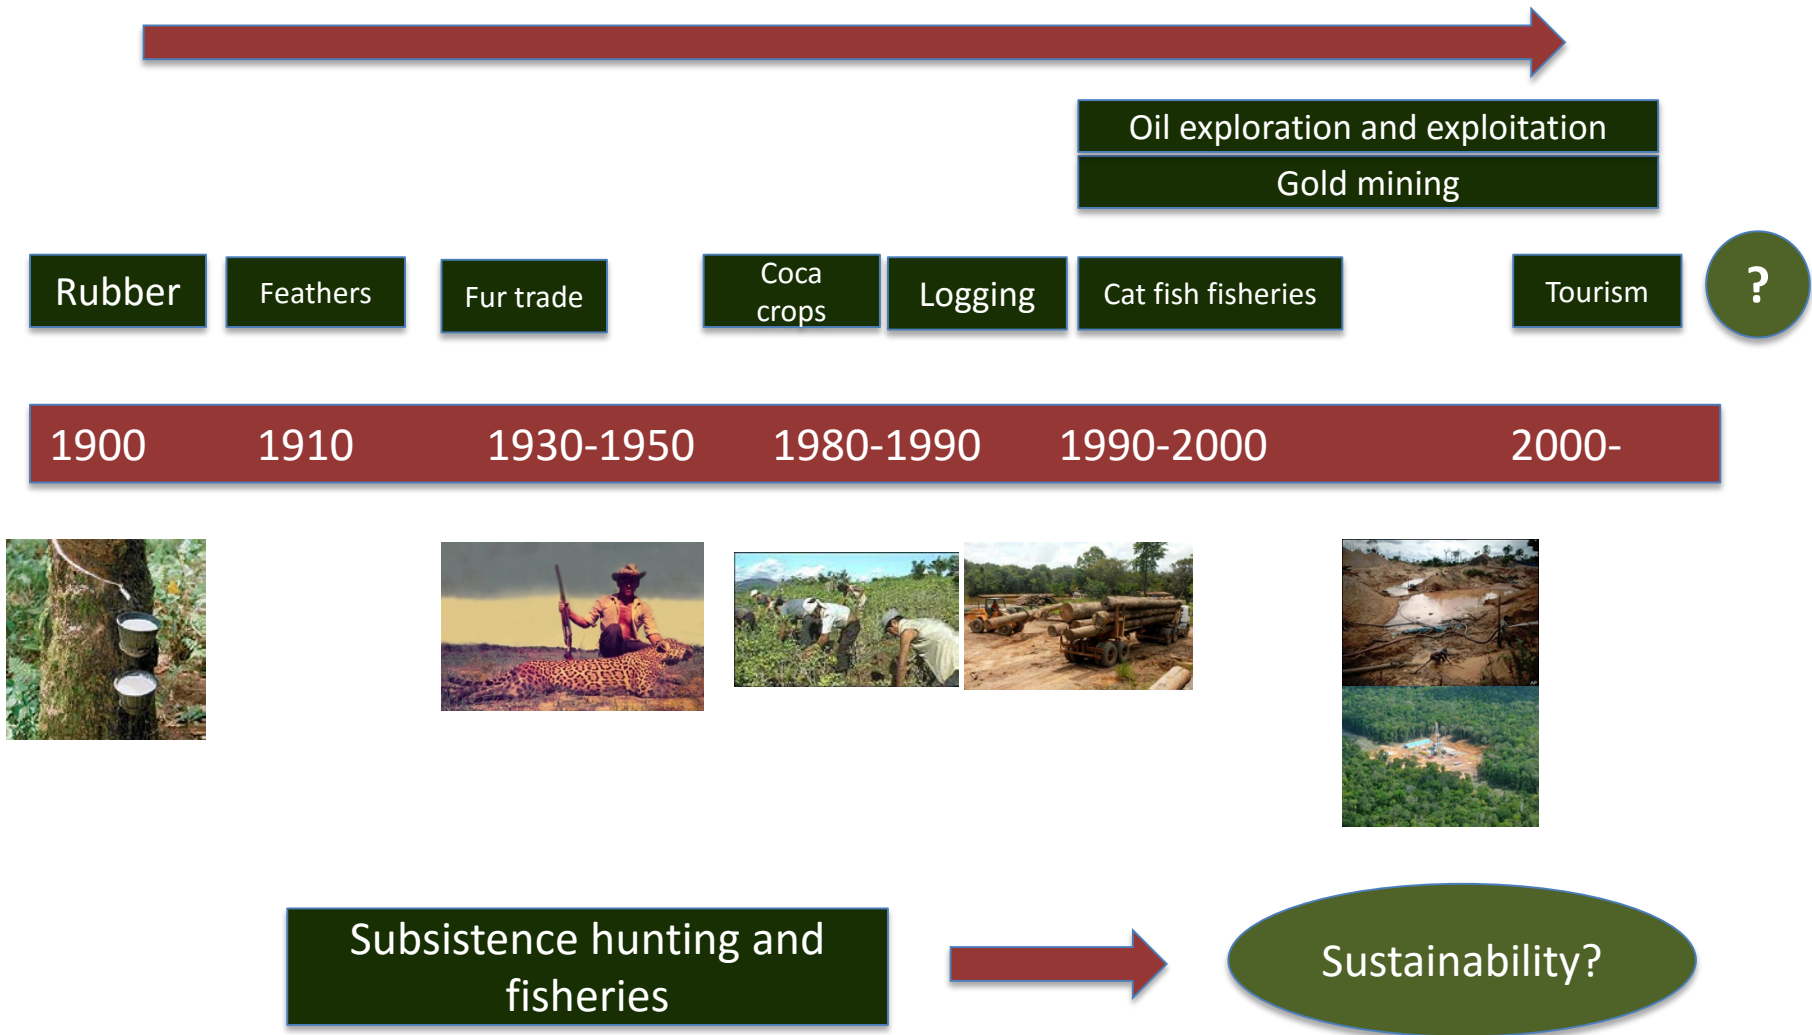 Oil exploration and exploitation
Gold mining
Rubber
Feathers
Fur trade
Coca
crops
Logging
Cat fish fisheries
Tourism
?
1900
1910
1930-1950
1980-1990
1990-2000
2000-
AP
Subsistence hunting and
fisheries
Sustainability?